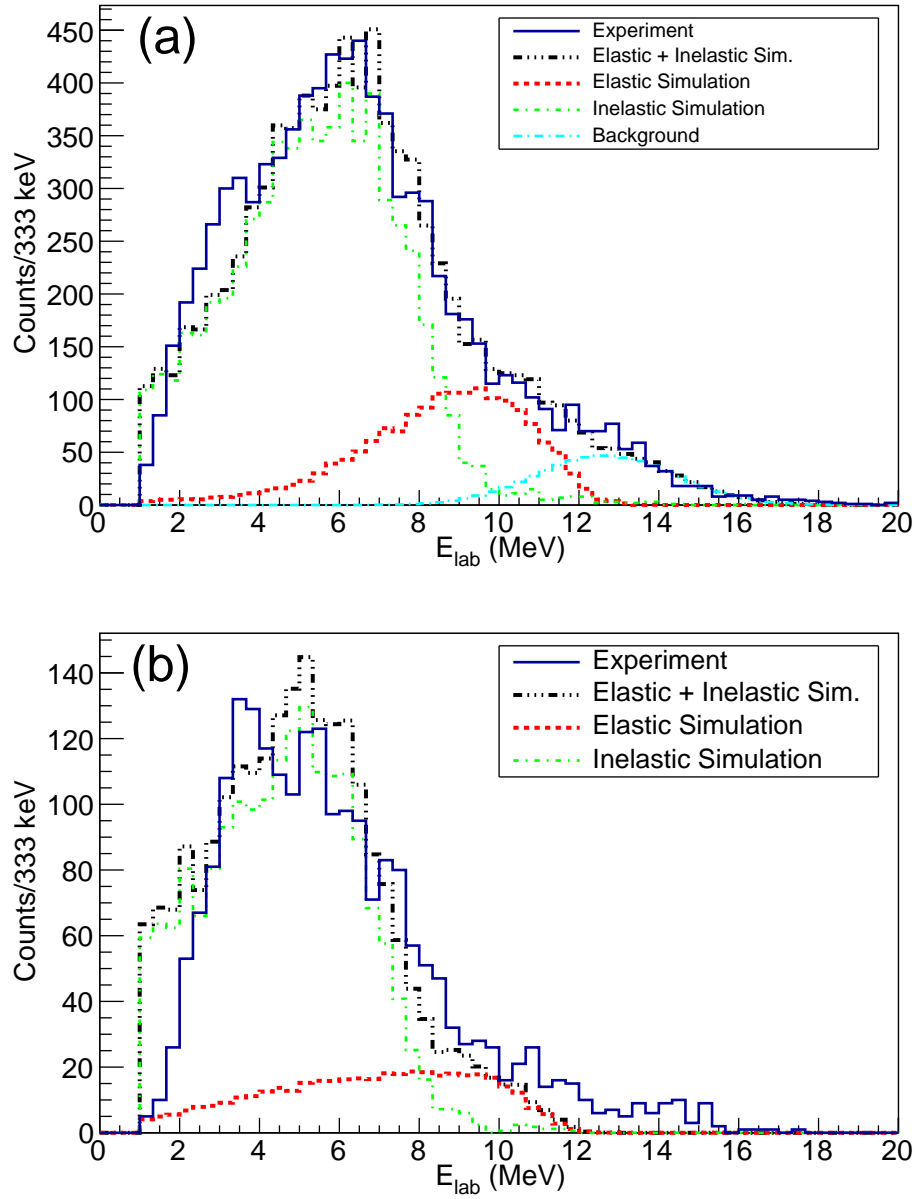 (a)
Experiment
Elastic + Inelastic Sim.
Elastic Simulation
Inelastic Simulation
Background
Counts/333 keV
450
400
350
300
250
200
150
100
50
0
0 2 4 6 8 10 12 14 16 18 20
E_lab (MeV)
(b)
Experiment
Elastic + Inelastic Sim.
Elastic Simulation
Inelastic Simulation
Counts/333 keV
140
120
100
80
60
40
20
0
0 2 4 6 8 10 12 14 16 18 20
E_lab (MeV)